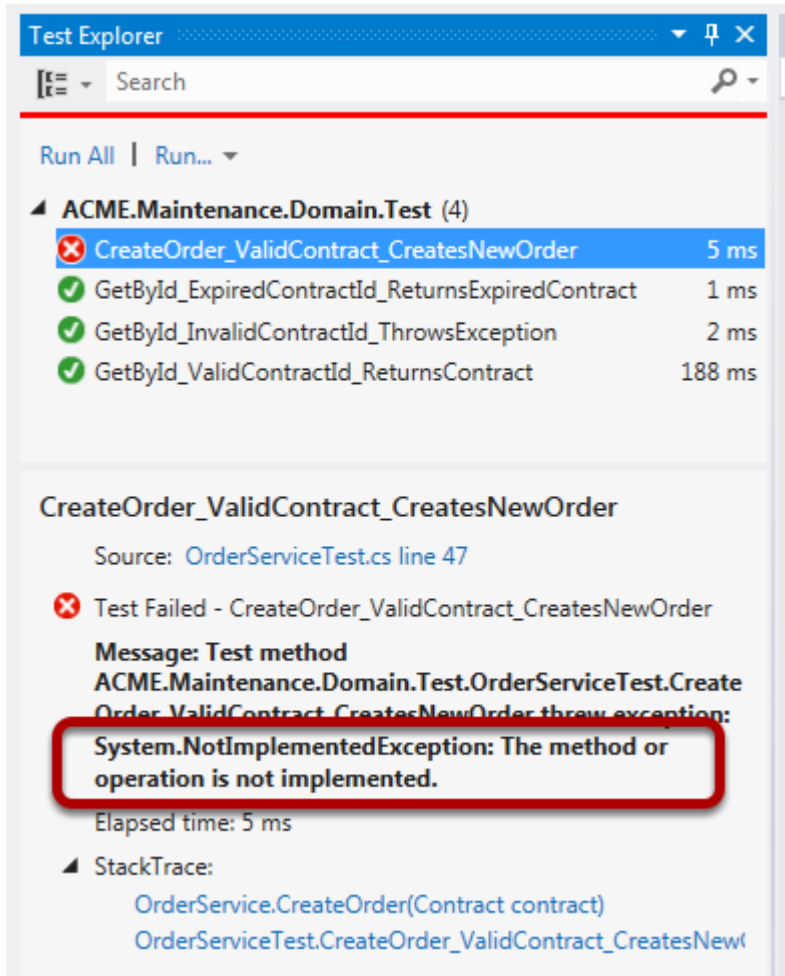 Test Explorer
Search
Run All | Run...
ACME.Maintenance.Domain.Test (4)
CreateOrder_ValidContract_CreatesNewOrder 5 ms
GetById_ExpiredContractId_ReturnsExpiredContract 1 ms
GetById_InvalidContractId_ThrowsException 2 ms
GetById_ValidContractId_ReturnsContract 188 ms
CreateOrder_ValidContract_CreatesNewOrder
Source: OrderServiceTest.cs line 47
Test Failed - CreateOrder_ValidContract_CreatesNewOrder
Message: Test method
ACME.Maintenance.Domain.Test.OrderServiceTest.Create
Order_ValidContract_CreatesNewOrder threw exception:
System.NotImplementedException: The method or
operation is not implemented.
Elapsed time: 5 ms
StackTrace:
OrderService.CreateOrder(Contract contract)
OrderServiceTest.CreateOrder_ValidContract_CreatesNew